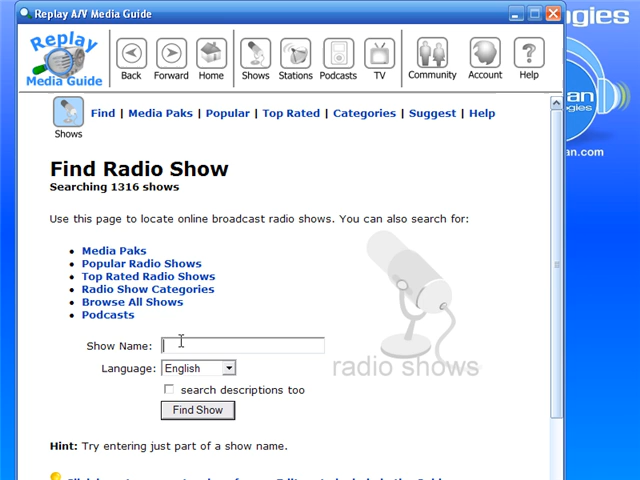 Replay A/V Media Guide
Replay
Media Guide
Back
Forward
Home
Shows
Stations
Podcasts
TV
Community
Account
Help
Shows
Find | Media Paks | Popular | Top Rated | Categories | Suggest | Help
Find Radio Show
Searching 1316 shows
Use this page to locate online broadcast radio shows. You can also search for:
Media Paks
Popular Radio Shows
Top Rated Radio Shows
Radio Show Categories
Browse All Shows
Podcasts
radio shows
Show Name:
Language: English
search descriptions too
Find Show
Hint: Try entering just part of a show name.